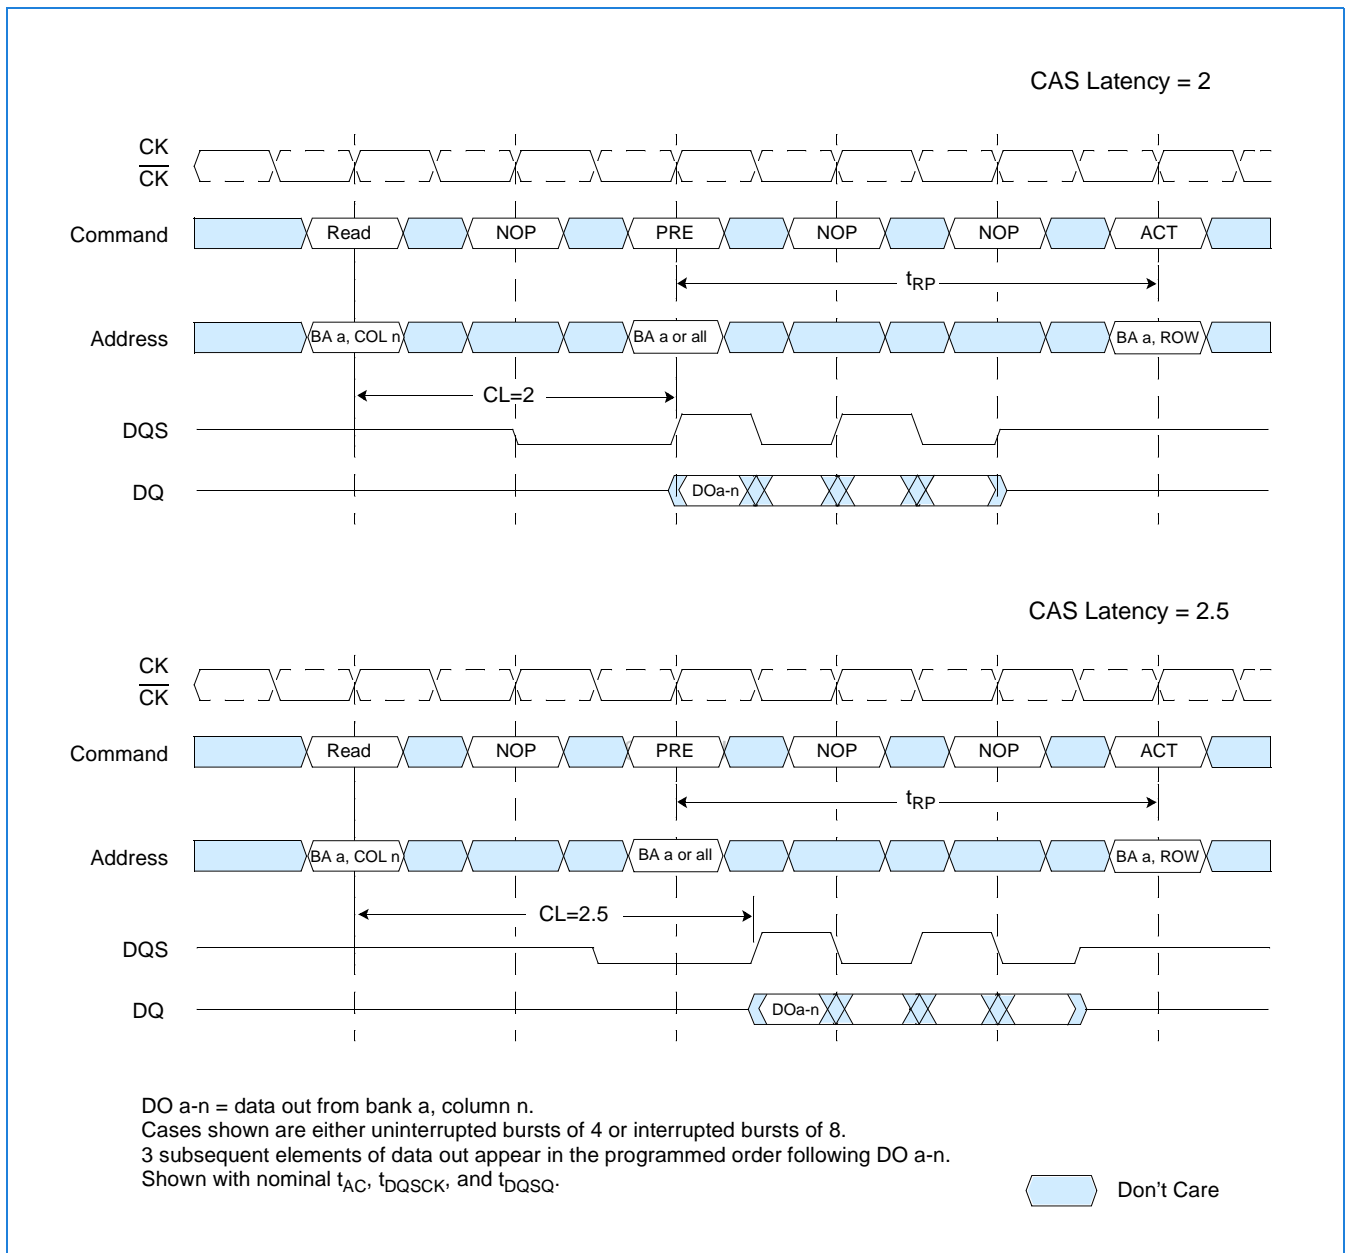 CAS Latency = 2
CK
CK
Command Read NOP PRE NOP NOP ACT
tRP
Address BA a, COL n BA a or all BA a, ROW
CL=2
DQS
DQ DOa-n
CAS Latency = 2.5
CK
CK
Command Read NOP PRE NOP NOP ACT
tRP
Address BA a, COL n BA a or all BA a, ROW
CL=2.5
DQS
DQ DOa-n
DO a-n = data out from bank a, column n.
Cases shown are either uninterrupted bursts of 4 or interrupted bursts of 8.
3 subsequent elements of data out appear in the programmed order following DO a-n.
Shown with nominal tAC, tDQSCK, and tDQSQ.
Don't Care